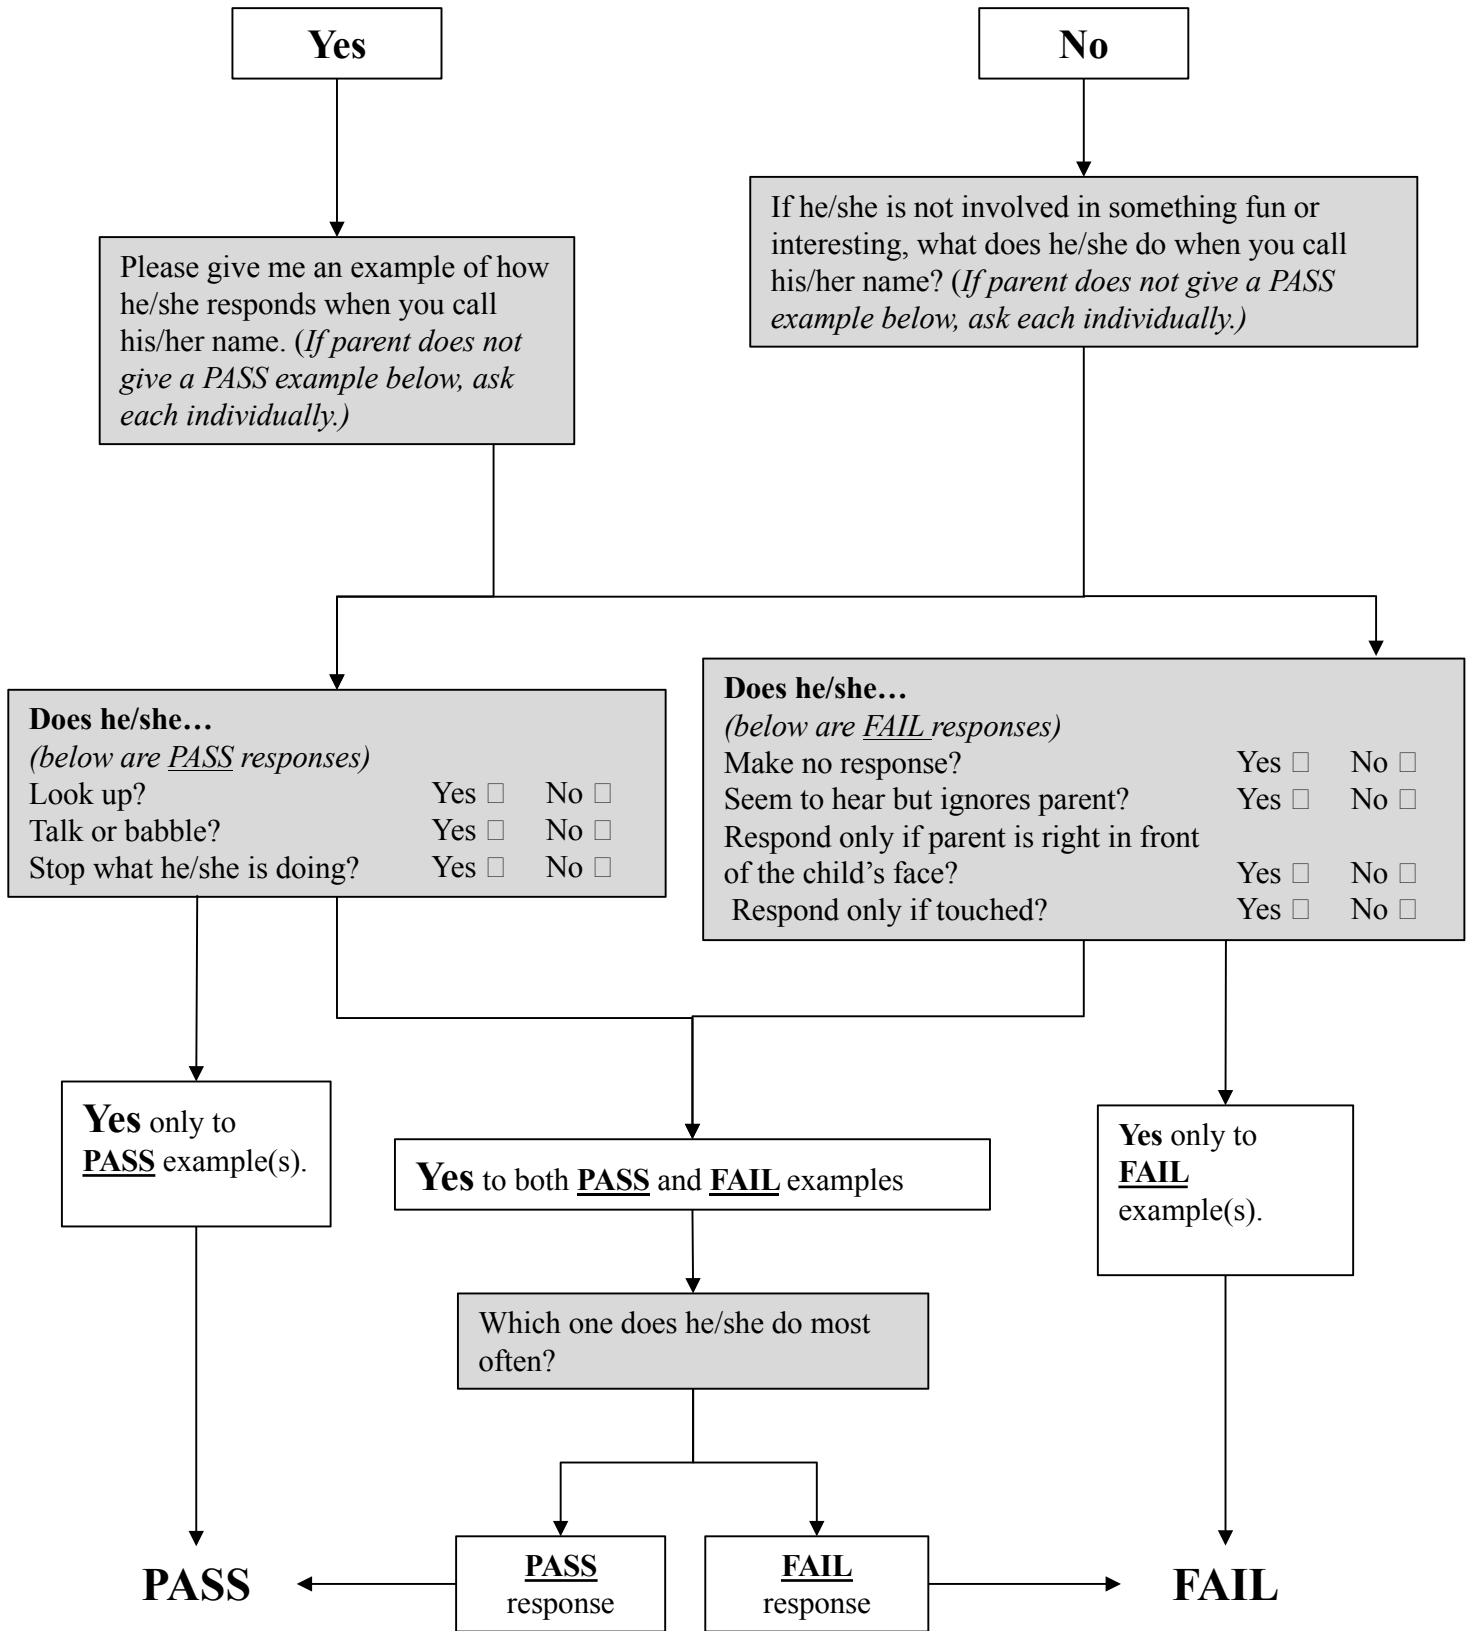 Yes
No
Please give me an example of how
he/she responds when you call
his/her name. (If parent does not
give a PASS example below, ask
each individually.)
If he/she is not involved in something fun or
interesting, what does he/she do when you call
his/her name? (If parent does not give a PASS
example below, ask each individually.)
Does he/she…
(below are PASS responses)
Look up? Yes □ No □
Talk or babble? Yes □ No □
Stop what he/she is doing? Yes □ No □
Does he/she…
(below are FAIL responses)
Make no response? Yes □ No □
Seem to hear but ignores parent? Yes □ No □
Respond only if parent is right in front
of the child’s face? Yes □ No □
Respond only if touched? Yes □ No □
Yes only to
PASS example(s).
Yes to both PASS and FAIL examples
Yes only to
FAIL
example(s).
Which one does he/she do most
often?
PASS
PASS
response
FAIL
response
FAIL